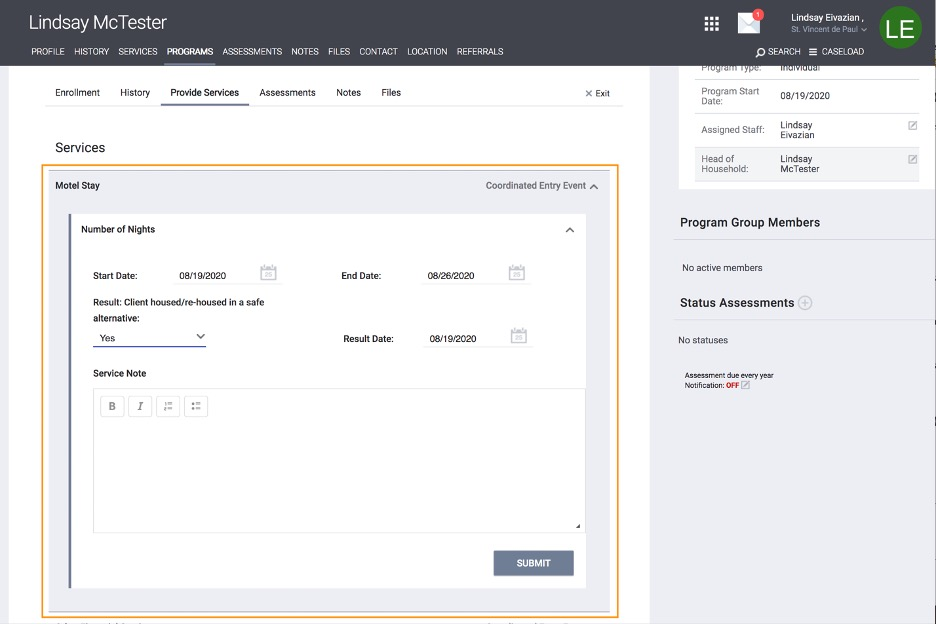 Lindsay McTester
1
Lindsay Eivazian ,
St. Vincent de Paul
LE
PROFILE HISTORY SERVICES PROGRAMS ASSESSMENTS NOTES FILES CONTACT LOCATION REFERRALS
SEARCH CASELOAD
Enrollment History Provide Services Assessments Notes Files × Exit
Services
Motel Stay Coordinated Entry Event
Number of Nights
Start Date: 08/19/2020 25 End Date: 08/26/2020 25
Result: Client housed/re-housed in a safe
alternative:
Yes Result Date: 08/19/2020 25
Service Note
B I
SUBMIT
Program Type: Individual
Program Start
Date: 08/19/2020
Assigned Staff: Lindsay
Eivazian
Head of
Household: Lindsay
McTester
Program Group Members
No active members
Status Assessments
No statuses
Assessment due every year
Notification: OFF